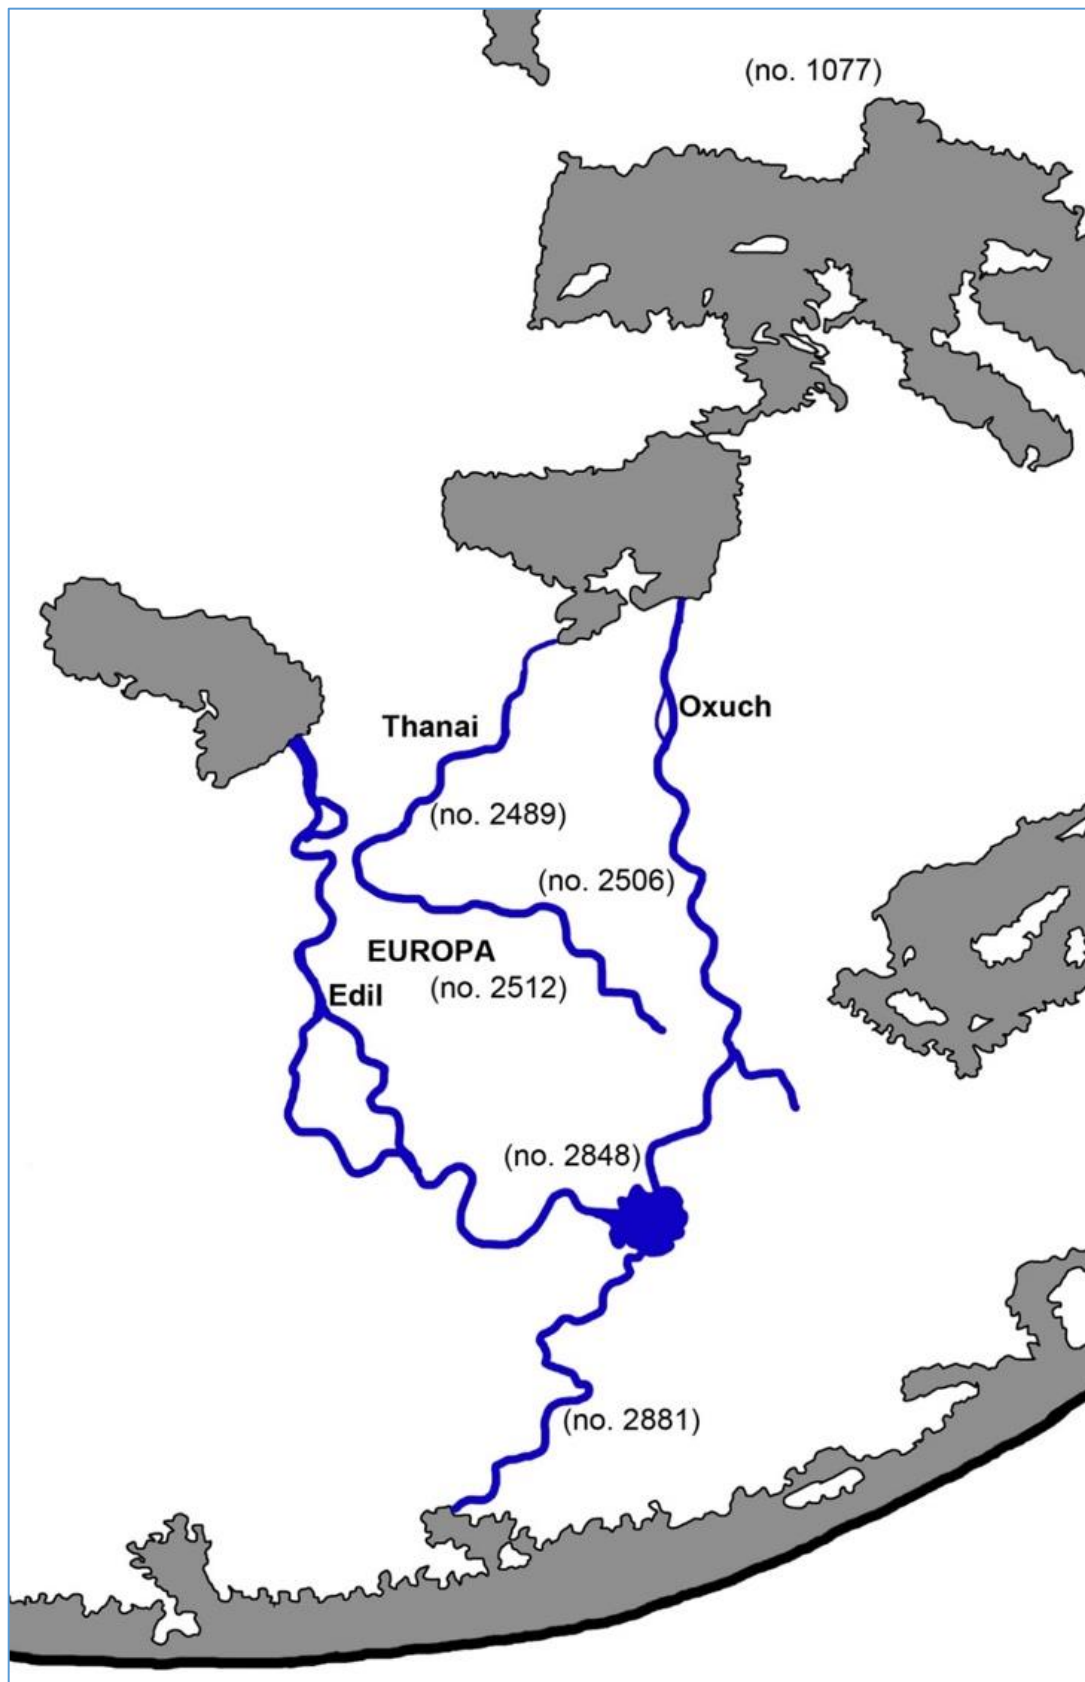 (no. 1077)
Oxuch
Thanai
(no. 2489)
(no. 2506)
EUROPA
(no. 2512)
Edil
(no. 2848)
(no. 2881)